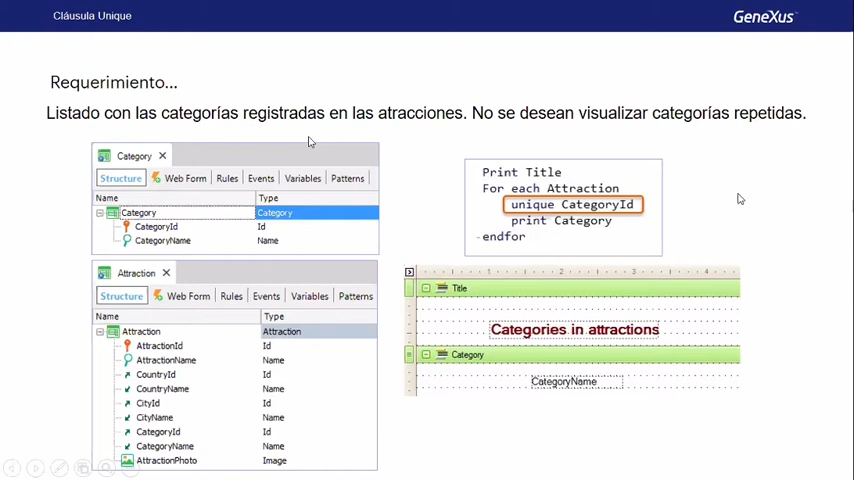 Cláusula Unique
GeneXus
Requerimiento...
Listado con las categorías registradas en las atracciones. No se desean visualizar categorías repetidas.
Category
Structure Web Form Rules Events Variables Patterns
Name Type
Category Category
CategoryId Id
CategoryName Name
Attraction
Structure Web Form Rules Events Variables Patterns
Name Type
Attraction Attraction
AttractionId Id
AttractionName Name
CountryId Id
CountryName Name
CityId Id
CityName Name
CategoryId Id
CategoryName Name
AttractionPhoto Image
Print Title
For each Attraction
unique CategoryId
print Category
endfor
1 2 3 4
Title
Categories in attractions
Category
CategoryName